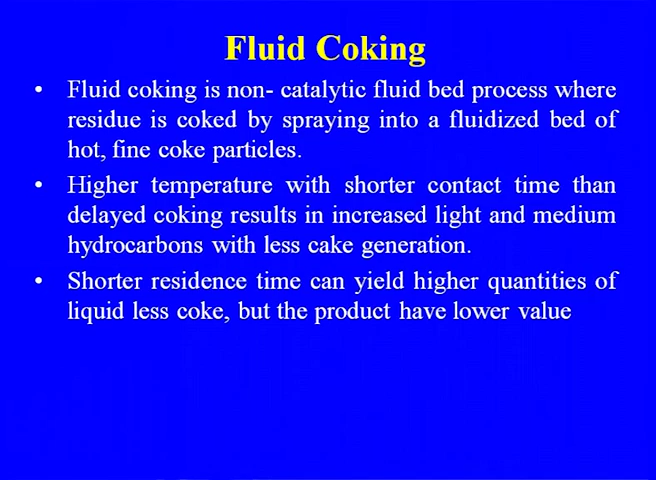 Fluid Coking
• Fluid coking is non- catalytic fluid bed process where
residue is coked by spraying into a fluidized bed of
hot, fine coke particles.
• Higher temperature with shorter contact time than
delayed coking results in increased light and medium
hydrocarbons with less cake generation.
• Shorter residence time can yield higher quantities of
liquid less coke, but the product have lower value